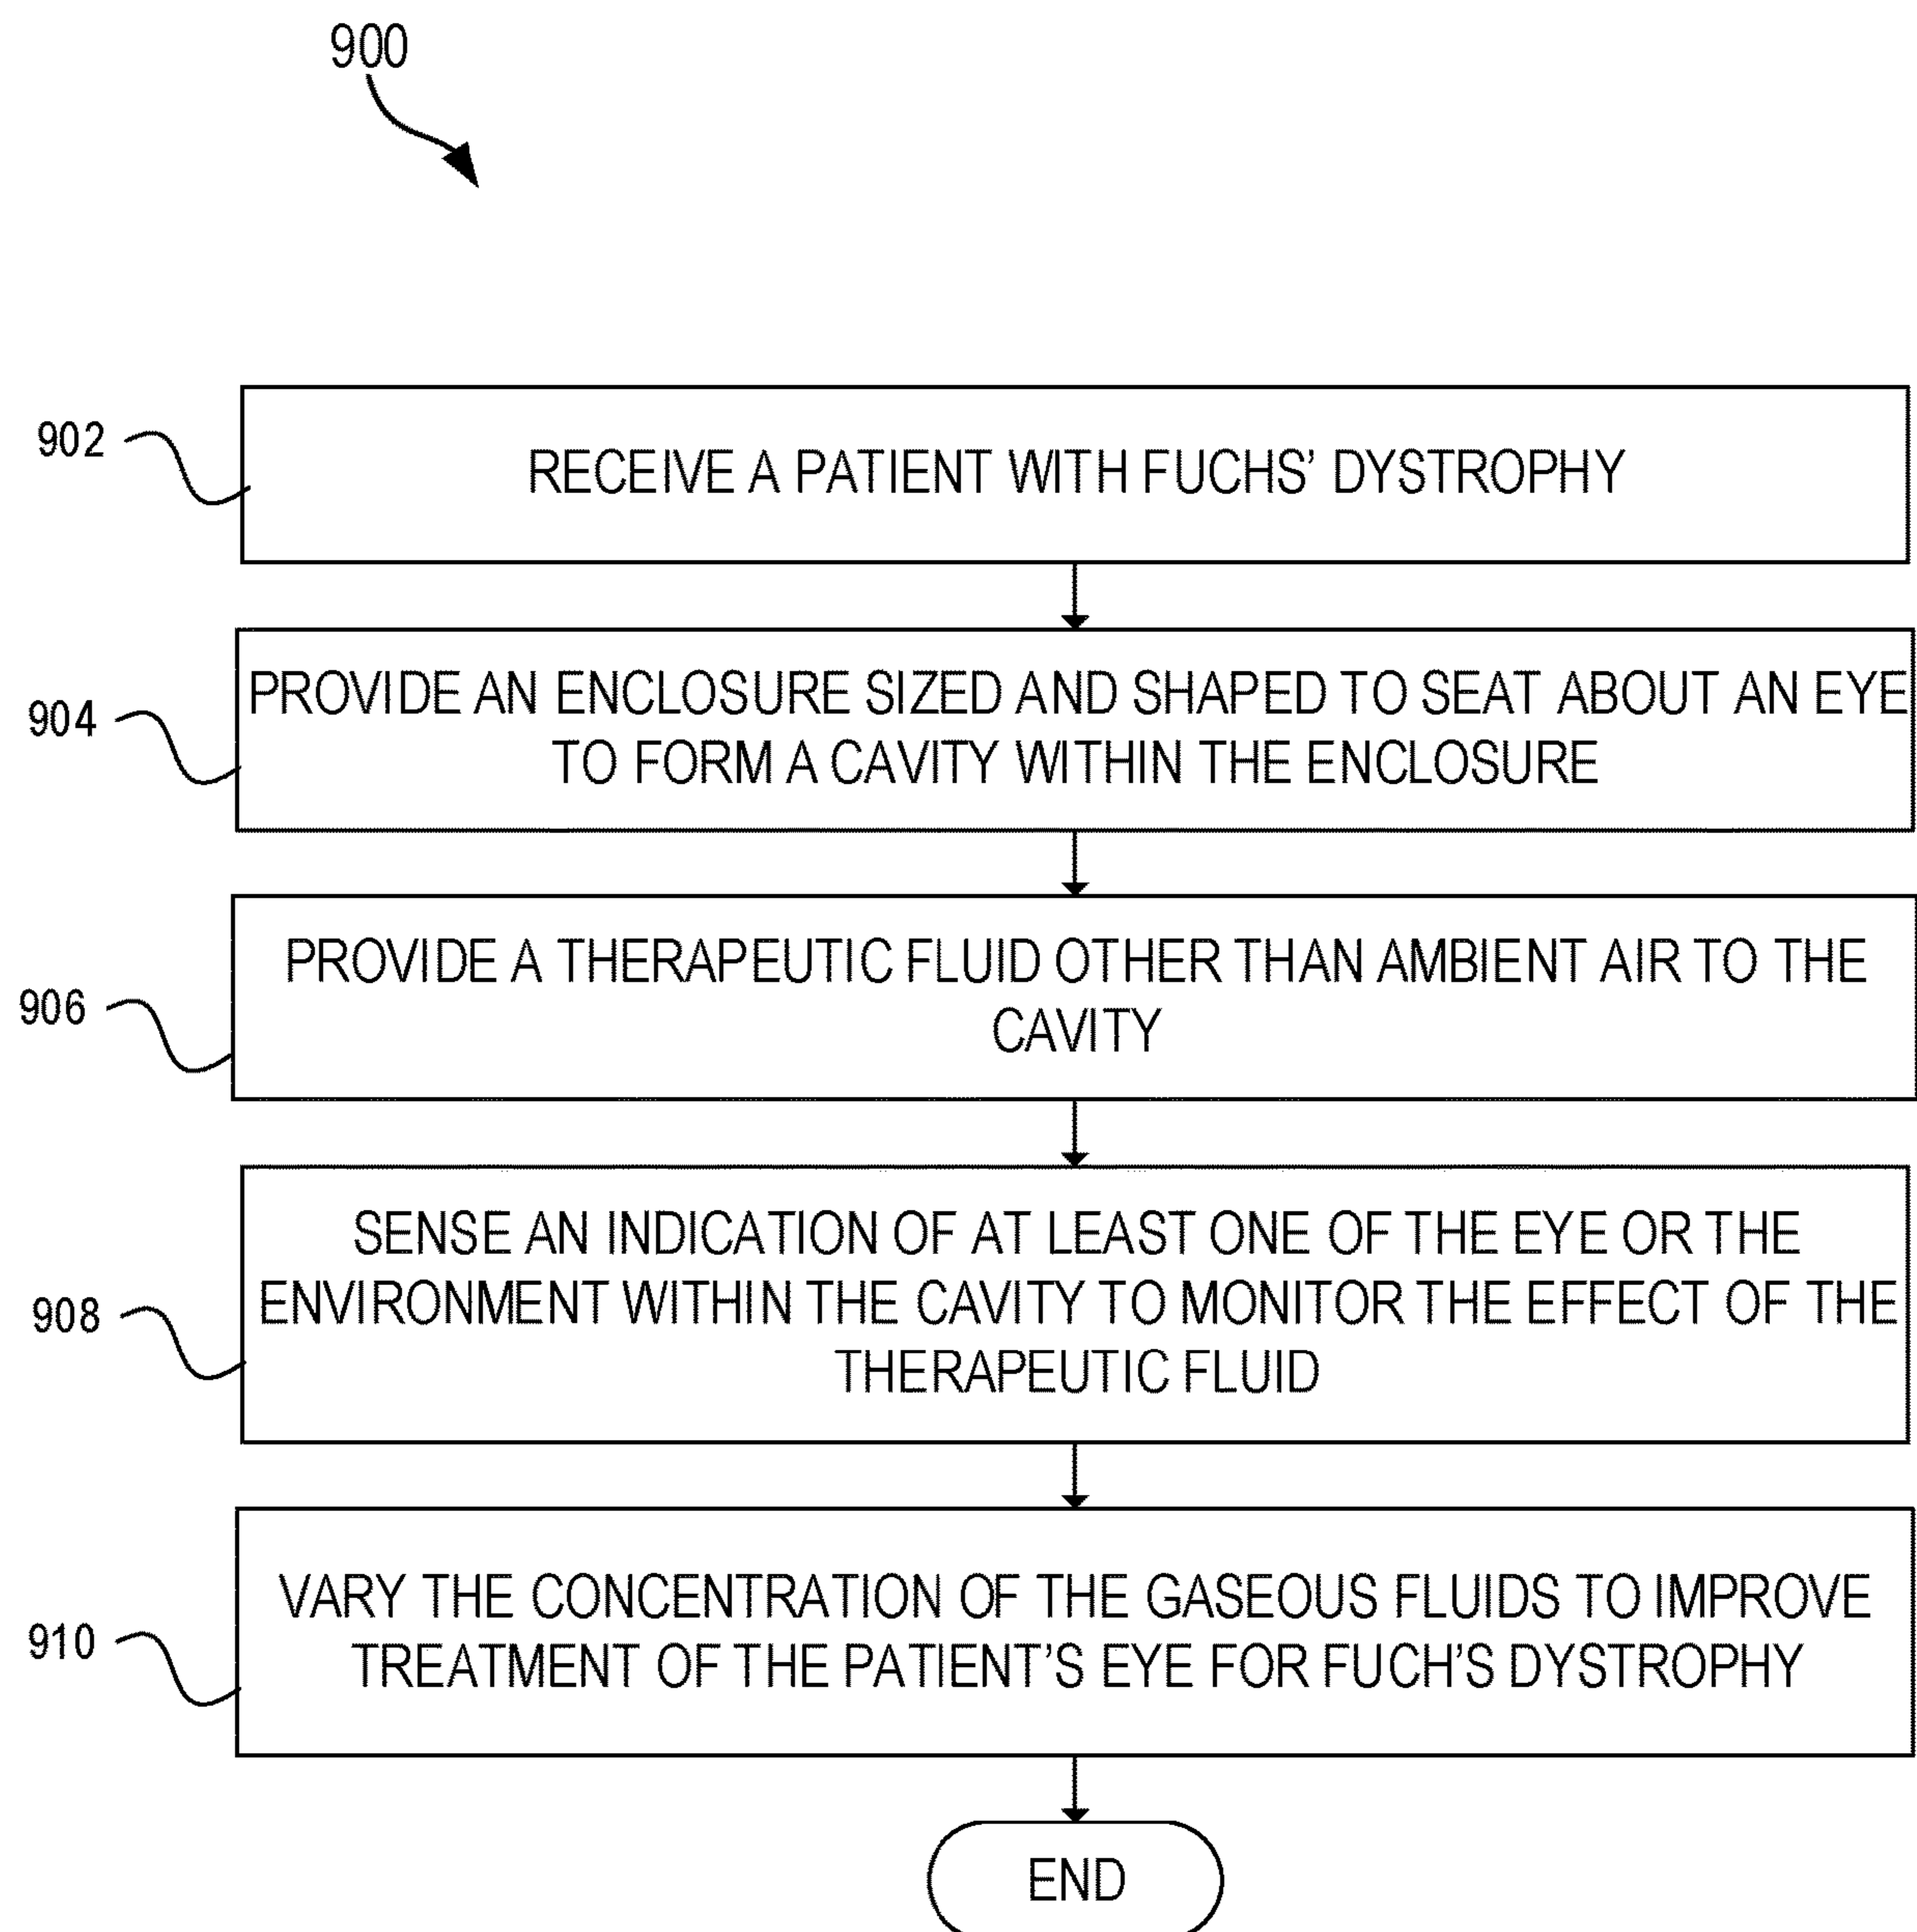 900
902
RECEIVE A PATIENT WITH FUCHS’ DYSTROPHY
904
PROVIDE AN ENCLOSURE SIZED AND SHAPED TO SEAT ABOUT AN EYE
TO FORM A CAVITY WITHIN THE ENCLOSURE
906
PROVIDE A THERAPEUTIC FLUID OTHER THAN AMBIENT AIR TO THE
CAVITY
908
SENSE AN INDICATION OF AT LEAST ONE OF THE EYE OR THE
ENVIRONMENT WITHIN THE CAVITY TO MONITOR THE EFFECT OF THE
THERAPEUTIC FLUID
910
VARY THE CONCENTRATION OF THE GASEOUS FLUIDS TO IMPROVE
TREATMENT OF THE PATIENT’S EYE FOR FUCH’S DYSTROPHY
END